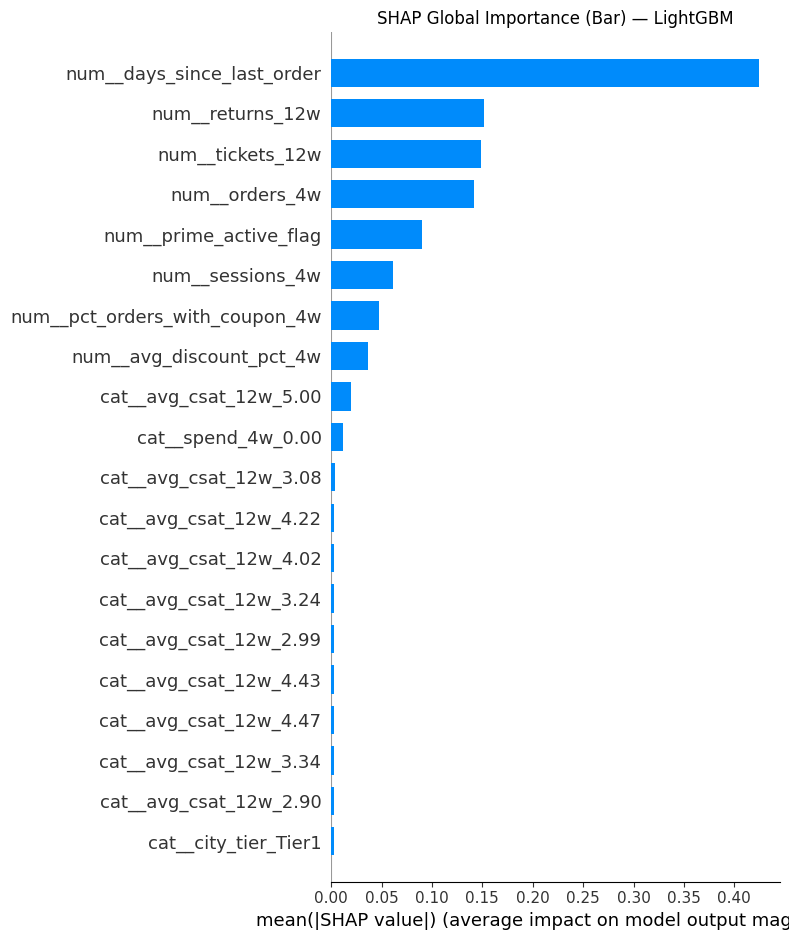 SHAP Global Importance (Bar) — LightGBM
num__days_since_last_order
num__returns_12w
num__tickets_12w
num__orders_4w
num__prime_active_flag
num__sessions_4w
num__pct_orders_with_coupon_4w
num__avg_discount_pct_4w
cat__avg_csat_12w_5.00
cat__spend_4w_0.00
cat__avg_csat_12w_3.08
cat__avg_csat_12w_4.22
cat__avg_csat_12w_4.02
cat__avg_csat_12w_3.24
cat__avg_csat_12w_2.99
cat__avg_csat_12w_4.43
cat__avg_csat_12w_4.47
cat__avg_csat_12w_3.34
cat__avg_csat_12w_2.90
cat__city_tier_Tier1
0.00 0.05 0.10 0.15 0.20 0.25 0.30 0.35 0.40
mean(|SHAP value|) (average impact on model output mag